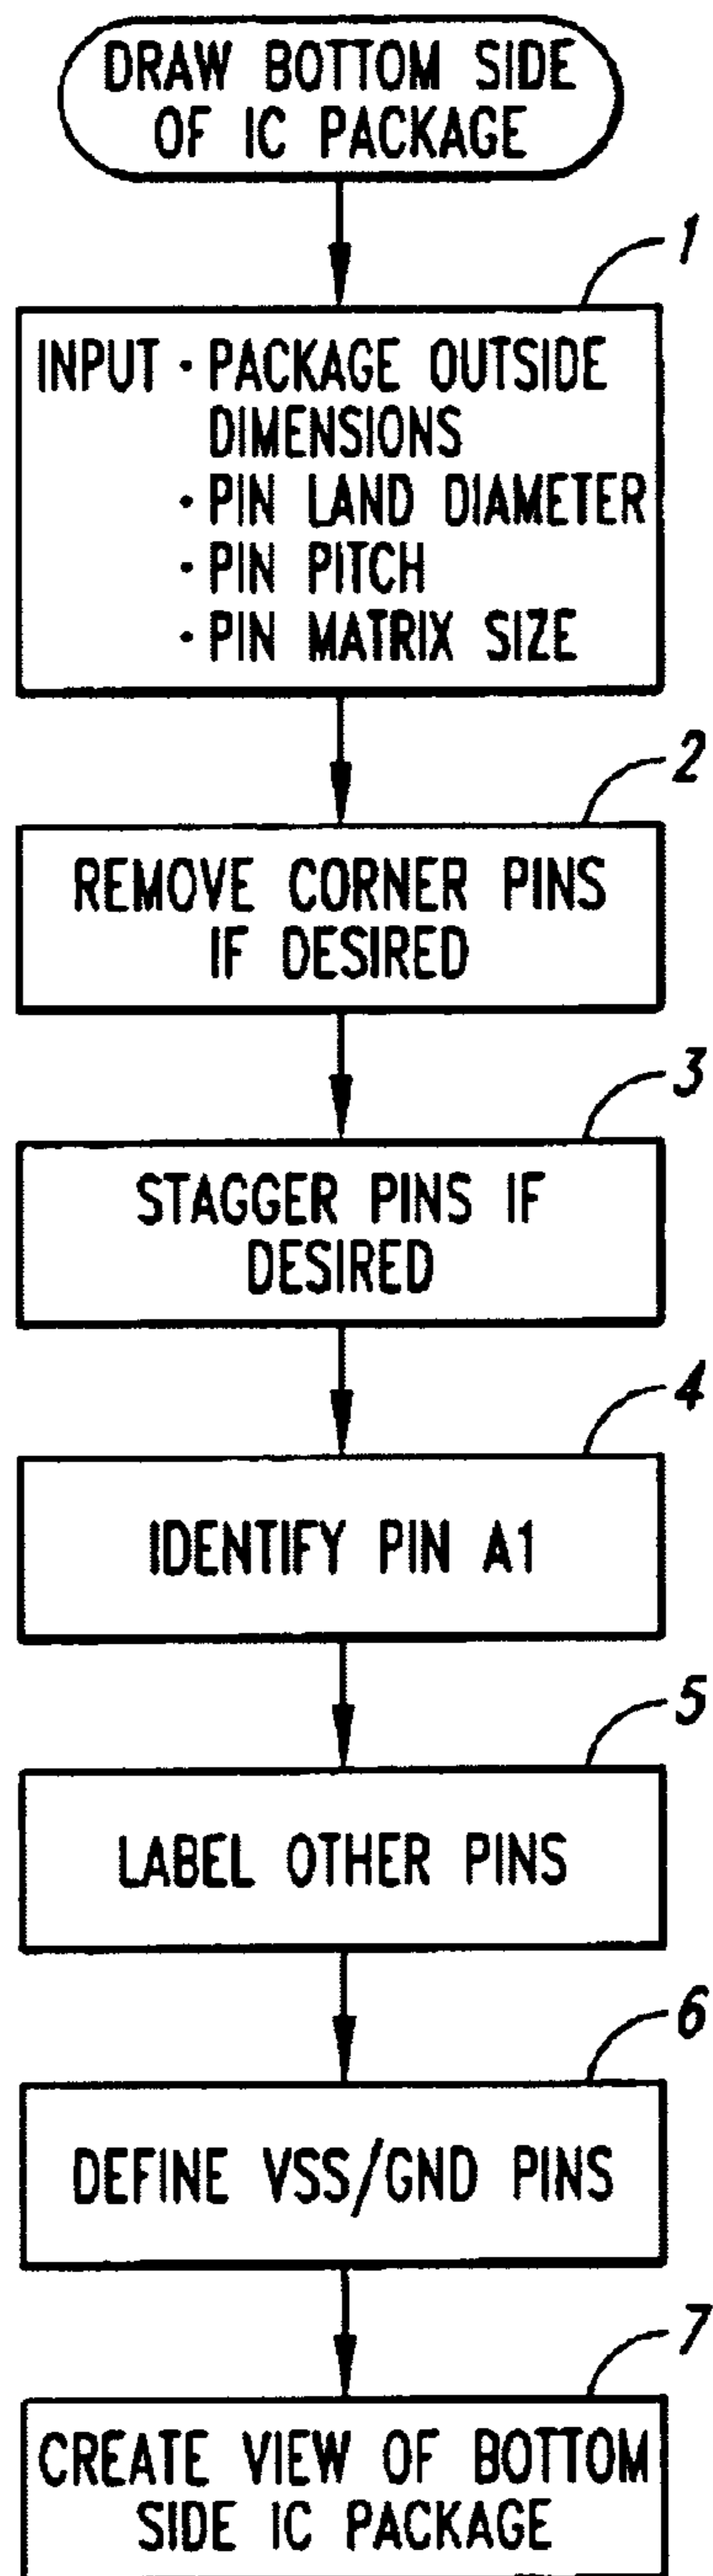 DRAW BOTTOM SIDE
OF IC PACKAGE
1
INPUT · PACKAGE OUTSIDE
DIMENSIONS
· PIN LAND DIAMETER
· PIN PITCH
· PIN MATRIX SIZE
2
REMOVE CORNER PINS
IF DESIRED
3
STAGGER PINS IF
DESIRED
4
IDENTIFY PIN A1
5
LABEL OTHER PINS
6
DEFINE VSS/GND PINS
7
CREATE VIEW OF BOTTOM
SIDE IC PACKAGE